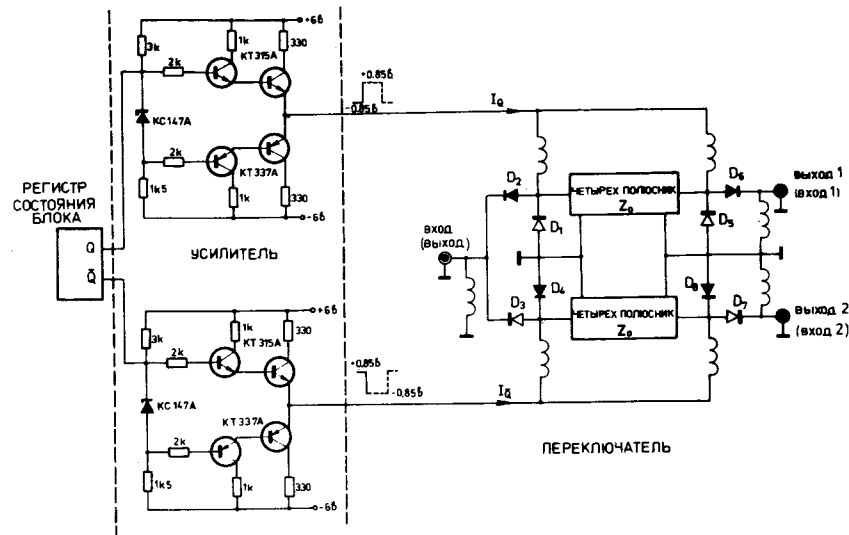 +6в
3k
1k
КТ315А
330
2k
КС147А
2k
КТ337А
1k5
1k
330
-6в
РЕГИСТР
СОСТОЯНИЯ
БЛОКА
Q
Q̄
УСИЛИТЕЛЬ
+6в
3k
1k
КТ315А
330
2k
КС147А
КТ337А
2k
1k5
1k
330
-6в
+0.85в
-0.85в
I_Q
+0,85в
-0,85в
I_Q̄
D₂
D₁
D₄
D₃
ВХОД
(ВЫХОД)
ЧЕТЫРЕХ ПОЛЮСНИК
Z₀
ЧЕТЫРЕХ ПОЛЮСНИК
Z₀
D₆
D₅
D₈
D₇
ВЫХОД 1
(ВХОД 1)
ВЫХОД 2
(ВХОД 2)
ПЕРЕКЛЮЧАТЕЛЬ